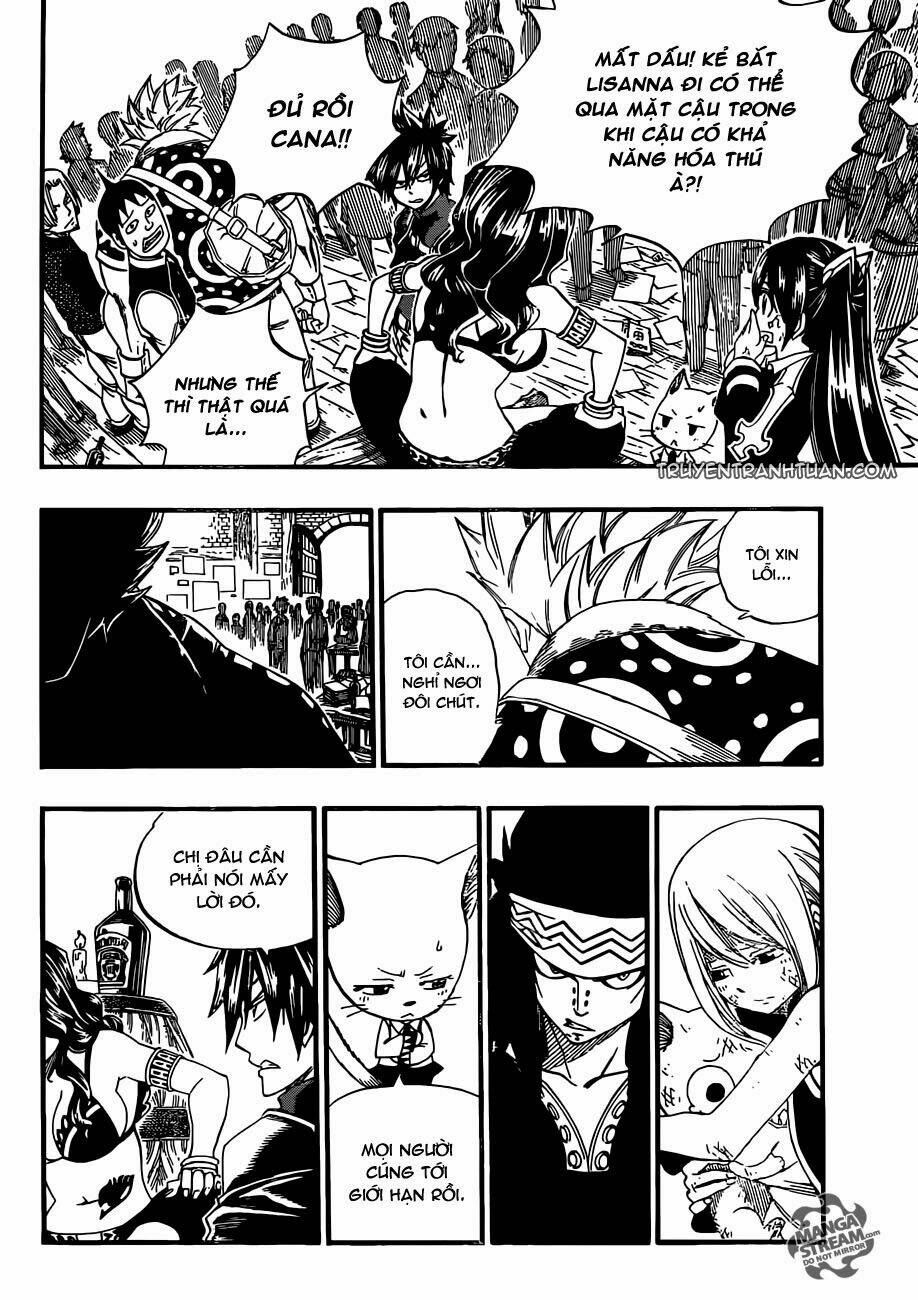 MẤT DẤU! KẺ BẮT
LISANNA ĐI CÓ THỂ
QUA MẶT CẬU TRONG
KHI CẬU CÓ KHẢ
NĂNG HÓA THÚ
À?!
ĐỦ RỒI
CANA!!
NHƯNG THẾ
THÌ THẬT QUÁ
LÀ...
TRUYENTRANHTUAN.COM
TÔI XIN
LỖI...
TÔI CẦN...
NGHỈ NGƠI
ĐÔI CHÚT.
CHỊ ĐÂU CẦN
PHẢI NÓI MẤY
LỜI ĐÓ.
MỌI NGƯỜI
CŨNG TỚI
GIỚI HẠN RỒI.
MANGA
STREAM.com
DO NOT MIRROR!